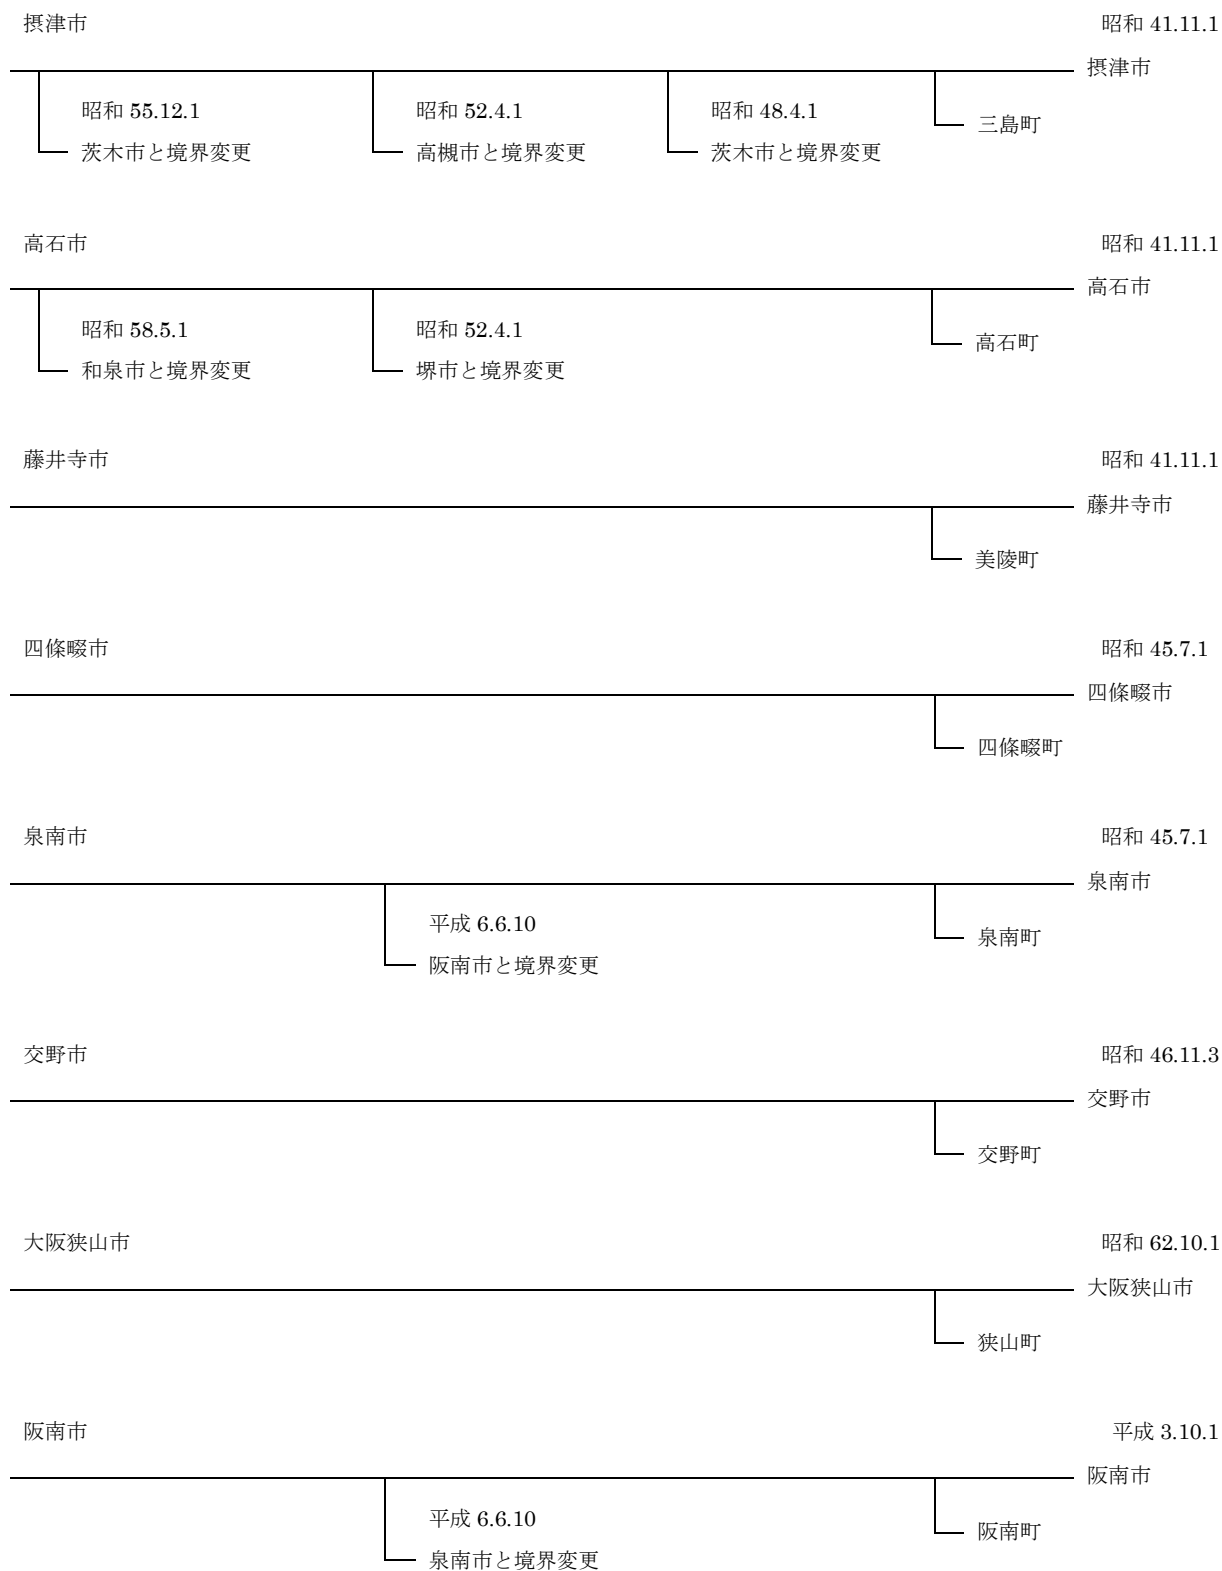 摂津市
昭和 41.11.1
摂津市
昭和 55.12.1
昭和 52.4.1
昭和 48.4.1
三島町
茨木市と境界変更
高槻市と境界変更
茨木市と境界変更
高石市
昭和 41.11.1
高石市
昭和 58.5.1
昭和 52.4.1
高石町
和泉市と境界変更
堺市と境界変更
藤井寺市
昭和 41.11.1
藤井寺市
美陵町
四條畷市
昭和 45.7.1
四條畷市
四條畷町
泉南市
昭和 45.7.1
泉南市
平成 6.6.10
泉南町
阪南市と境界変更
交野市
昭和 46.11.3
交野市
交野町
大阪狭山市
昭和 62.10.1
大阪狭山市
狭山町
阪南市
平成 3.10.1
阪南市
平成 6.6.10
阪南町
泉南市と境界変更